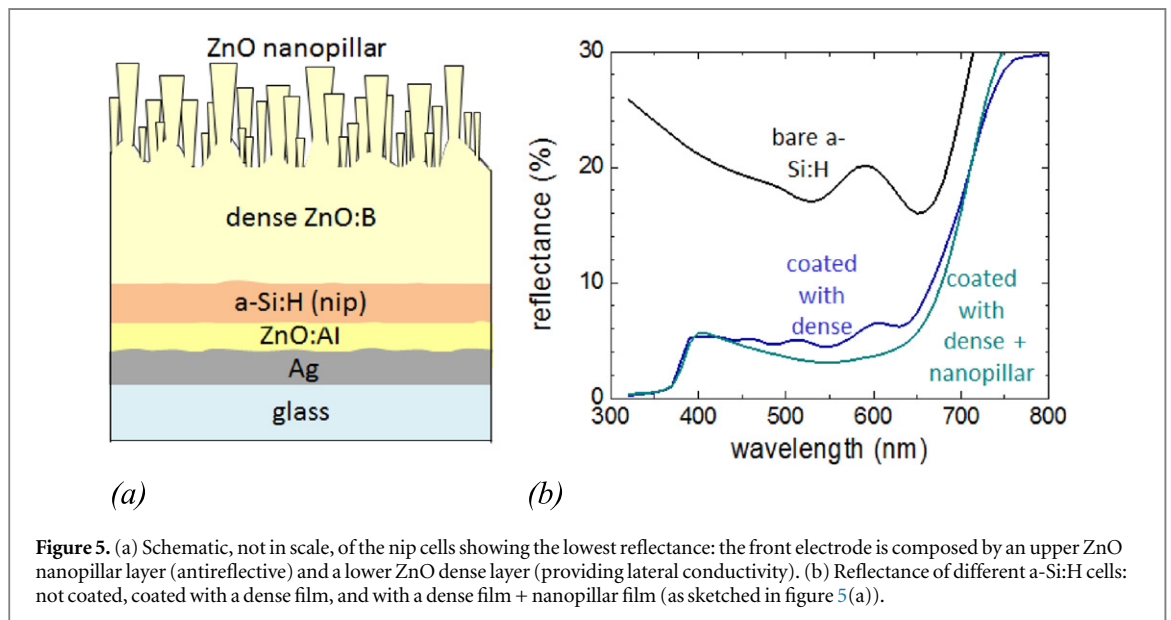 ZnO nanopillar
dense ZnO:B
a-Si:H (nip)
ZnO:Al
Ag
glass
(a)
30
20
10
0
reflectance (%)
bare a-
Si:H
coated
with
dense
coated
with
dense +
nanopillar
300 400 500 600 700 800
wavelength (nm)
(b)
Figure 5. (a) Schematic, not in scale, of the nip cells showing the lowest reflectance: the front electrode is composed by an upper ZnO
nanopillar layer (antireflective) and a lower ZnO dense layer (providing lateral conductivity). (b) Reflectance of different a-Si:H cells:
not coated, coated with a dense film, and with a dense film + nanopillar film (as sketched in figure 5(a)).